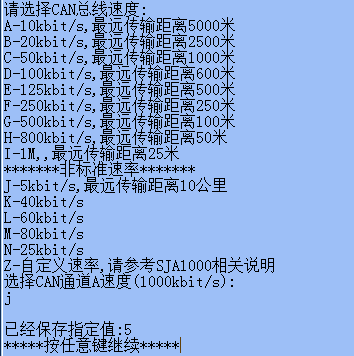 请选择CAN总线速度:
A-10kbit/s,最远传输距离5000米
B-20kbit/s,最远传输距离2500米
C-50kbit/s,最远传输距离1000米
D-100kbit/s,最远传输距离600米
E-125kbit/s,最远传输距离500米
F-250kbit/s,最远传输距离250米
G-500kbit/s,最远传输距离100米
H-800kbit/s,最远传输距离50米
I-1M,,最远传输距离25米
*******非标准速率*******
J-5kbit/s,最远传输距离10公里
K-40kbit/s
L-60kbit/s
M-80kbit/s
N-25kbit/s
Z-自定义速率,请参考SJA1000相关说明
选择CAN通道A速度(1000kbit/s):
j
已经保存指定值:5
*****按任意键继续*****